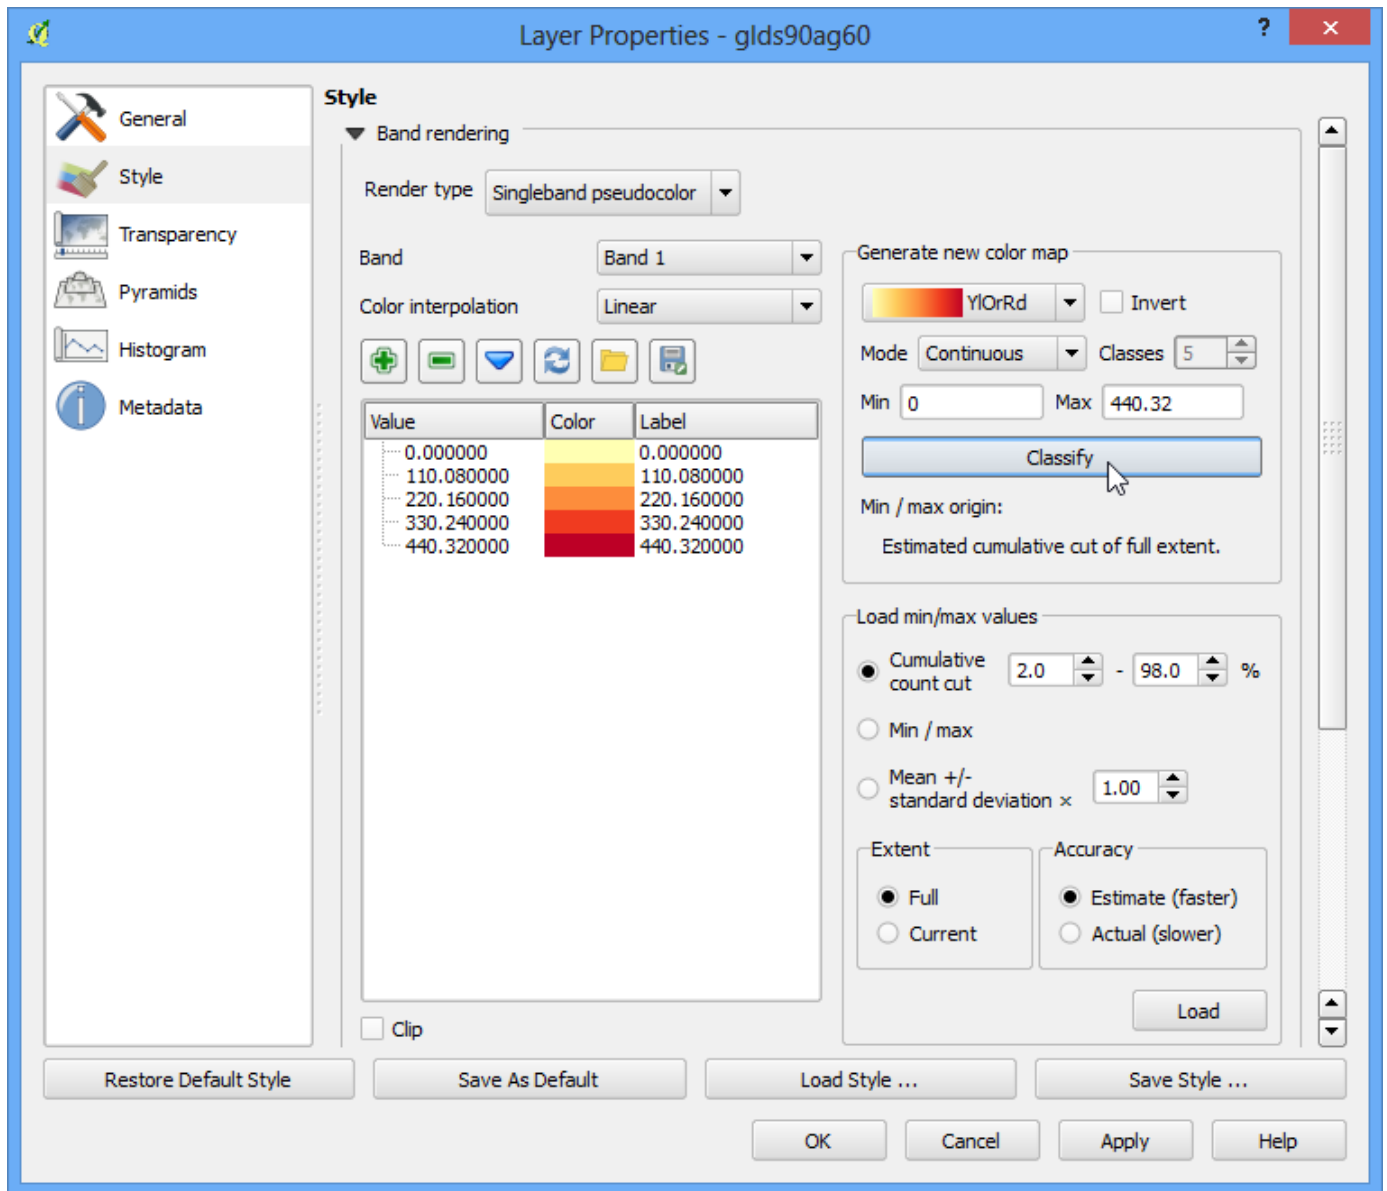 Layer Properties - glds90ag60
?
General
Style
Transparency
Pyramids
Histogram
Metadata
Style
Band rendering
Render type Singleband pseudocolor
Band Band 1
Color interpolation Linear
Value Color Label
0.000000 0.000000
110.080000 110.080000
220.160000 220.160000
330.240000 330.240000
440.320000 440.320000
Clip
Generate new color map
YlOrRd Invert
Mode Continuous Classes 5
Min 0 Max 440.32
Classify
Min / max origin:
Estimated cumulative cut of full extent.
Load min/max values
Cumulative
count cut 2.0 - 98.0 %
Min / max
Mean +/-
standard deviation × 1.00
Extent
Full
Current
Accuracy
Estimate (faster)
Actual (slower)
Load
Restore Default Style Save As Default Load Style ... Save Style ...
OK Cancel Apply Help